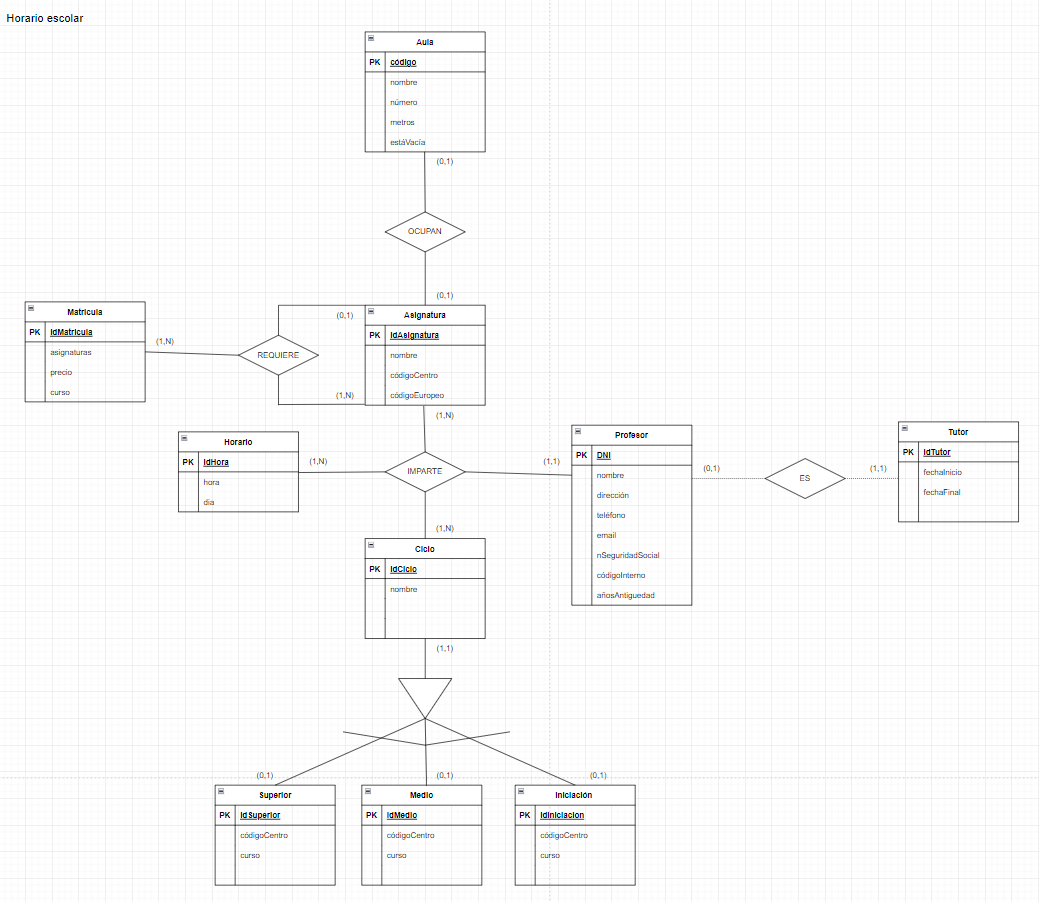 Horario escolar
Aula
PK código
nombre
número
metros
estáVacía
(0,1)
OCUPAN
(0,1)
Matricula
PK idMatricula
asignaturas
precio
curso
(1,N)
REQUIERE
(0,1)
(1,N)
Asignatura
PK idAsignatura
nombre
códigoCentro
códigoEuropeo
(1,N)
Horario
PK idHora
hora
dia
(1,N)
IMPARTE
(1,1)
(1,N)
Profesor
PK DNI
nombre
dirección
teléfono
email
nSeguridadSocial
códigoInterno
añosAntiguedad
(0,1)
ES
(1,1)
Tutor
PK idTutor
fechaInicio
fechaFinal
Ciclo
PK idCiclo
nombre
(1,1)
(0,1)
(0,1)
(0,1)
Superior
PK idSuperior
códigoCentro
curso
Medio
PK idMedio
códigoCentro
curso
Iniciación
PK idIniciacion
códigoCentro
curso